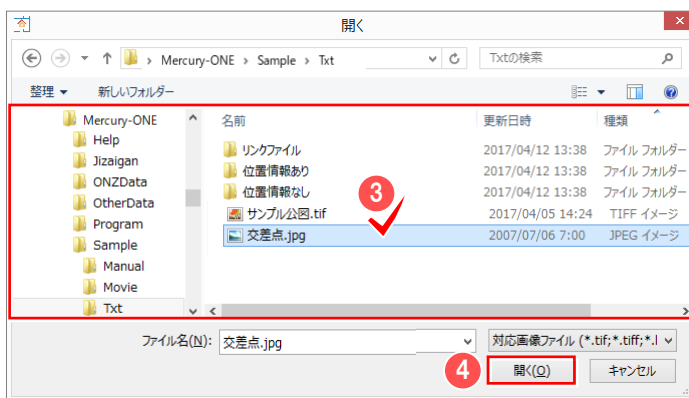 開く
Mercury-ONE › Sample › Txt
Txtの検索
整理
新しいフォルダー
Mercury-ONE
Help
Jizaigan
ONZData
OtherData
Program
Sample
Manual
Movie
Txt
名前 更新日時 種類
リンクファイル 2017/04/12 13:38 ファイル フォルダー
位置情報あり 2017/04/12 13:38 ファイル フォルダー
位置情報なし 2017/04/12 13:38 ファイル フォルダー
サンプル公図.tif 2017/04/05 14:24 TIFF イメージ
交差点.jpg 2007/07/06 7:00 JPEG イメージ
3
ファイル名(N): 交差点.jpg 対応画像ファイル (*.tif;*.tiff;*.
4
開く(O) キャンセル